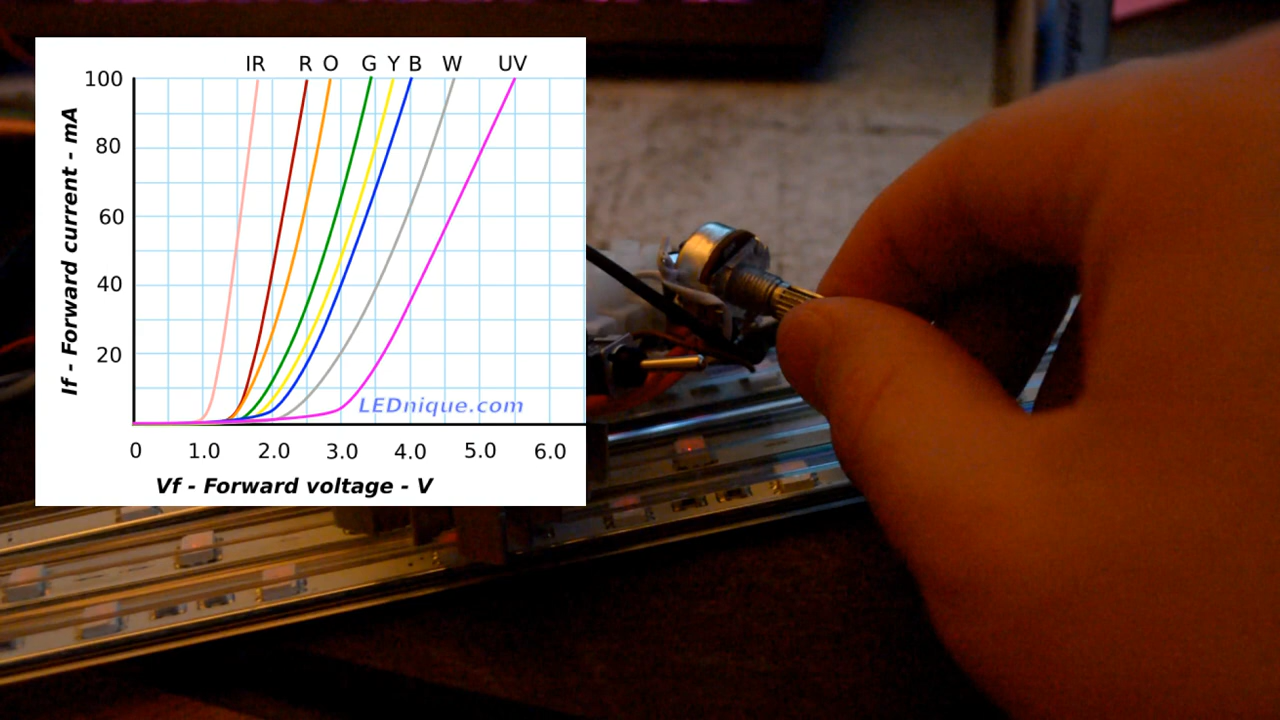 IR R O G Y B W UV
100
80
60
40
20
If - Forward current - mA
LEDnique.com
0 1.0 2.0 3.0 4.0 5.0 6.0
Vf - Forward voltage - V